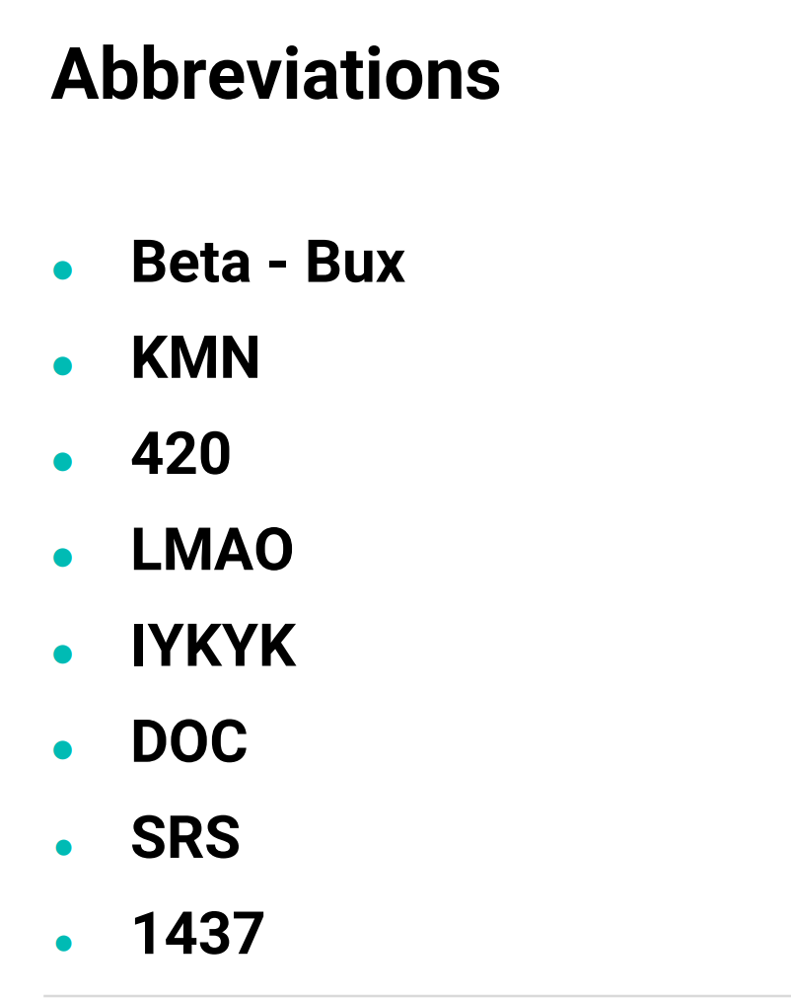 Abbreviations
Beta - Bux
KMN
420
LMAO
IYKYK
DOC
SRS
1437